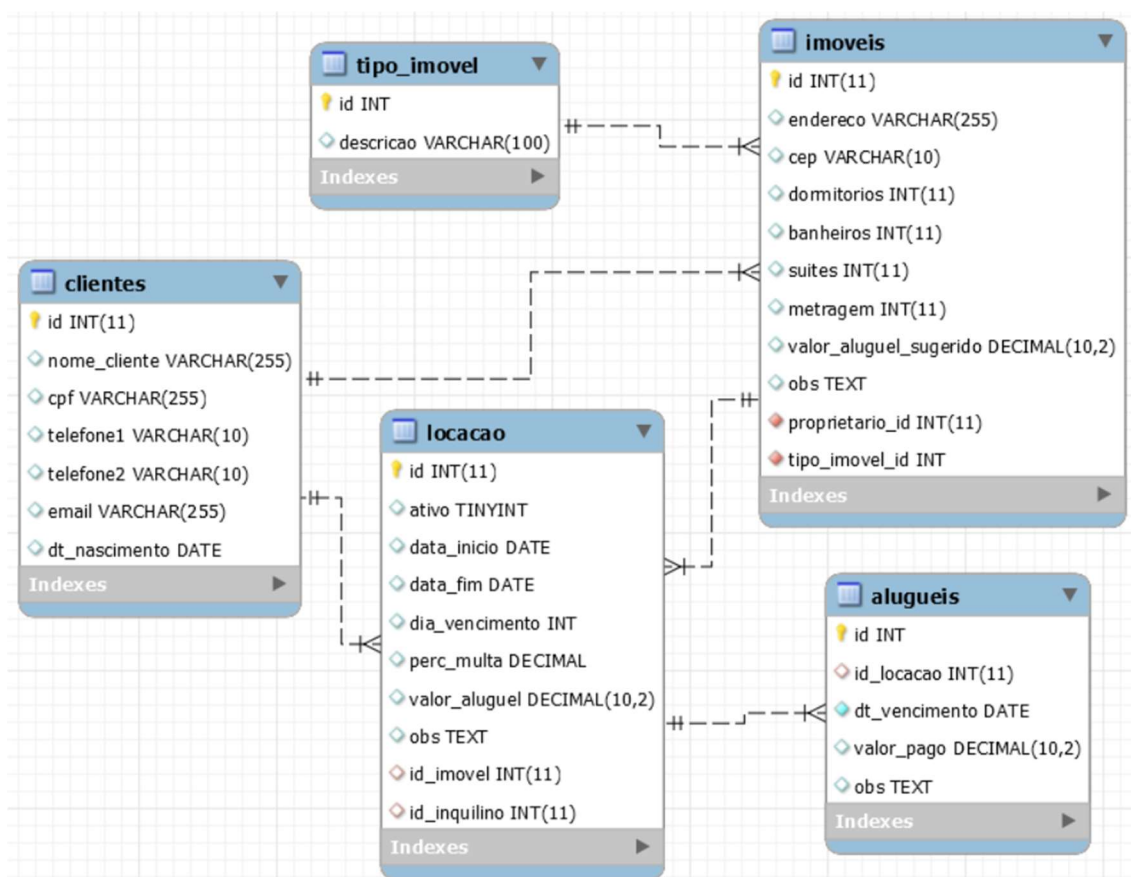 tipo_imovel
id INT
descricao VARCHAR(100)
Indexes
imoveis
id INT(11)
endereco VARCHAR(255)
cep VARCHAR(10)
dormitorios INT(11)
banheiros INT(11)
suites INT(11)
metragem INT(11)
valor_aluguel_sugerido DECIMAL(10,2)
obs TEXT
proprietario_id INT(11)
tipo_imovel_id INT
Indexes
clientes
id INT(11)
nome_cliente VARCHAR(255)
cpf VARCHAR(255)
telefone1 VARCHAR(10)
telefone2 VARCHAR(10)
email VARCHAR(255)
dt_nascimento DATE
Indexes
locacao
id INT(11)
ativo TINYINT
data_inicio DATE
data_fim DATE
dia_vencimento INT
perc_multa DECIMAL
valor_aluguel DECIMAL(10,2)
obs TEXT
id_imovel INT(11)
id_inquilino INT(11)
Indexes
alugueis
id INT
id_locacao INT(11)
dt_vencimento DATE
valor_pago DECIMAL(10,2)
obs TEXT
Indexes